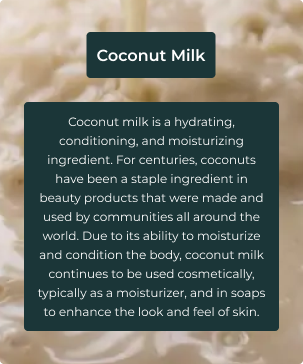 Coconut Milk
Coconut milk is a hydrating,
conditioning, and moisturizing
ingredient. For centuries, coconuts
have been a staple ingredient in
beauty products that were made and
used by communities all around the
world. Due to its ability to moisturize
and condition the body, coconut milk
continues to be used cosmetically,
typically as a moisturizer, and in soaps
to enhance the look and feel of skin.